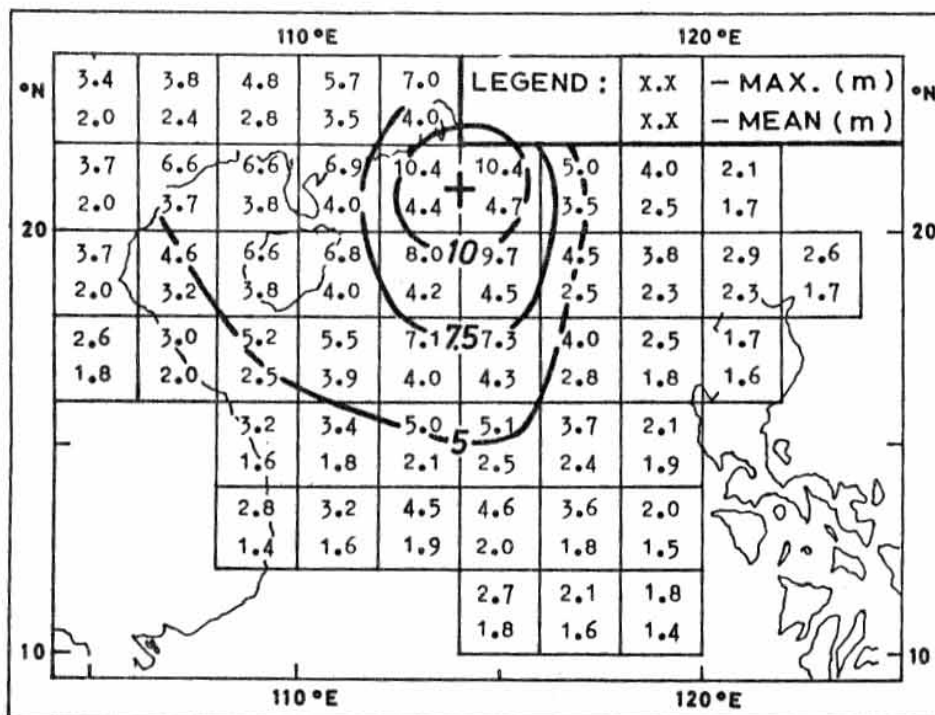 110°E 120°E
3.4 3.8 4.8 5.7 7.0 LEGEND: x.x - MAX. (m)
°N °N
2.0 2.4 2.8 3.5 4.0 x.x - MEAN (m)
3.7 6.6 6.6 6.9 10.4 10.4 5.0 4.0 2.1
2.0 3.7 3.8 4.0 4.4 4.7 3.5 2.5 1.7
20 20
3.7 4.6 6.6 6.8 8.0 10 9.7 4.5 3.8 2.9 2.6
2.0 3.2 3.8 4.0 4.2 4.5 2.5 2.3 2.3 1.7
2.6 3.0 5.2 5.5 7.1 7.5 7.3 4.0 2.5 1.7
1.8 2.0 2.5 3.9 4.0 4.3 2.8 1.8 1.6
3.2 3.4 5.0 5.1 3.7 2.1
5
1.6 1.8 2.1 2.5 2.4 1.9
2.8 3.2 4.5 4.6 3.6 2.0
1.4 1.6 1.9 2.0 1.8 1.5
2.7 2.1 1.8
1.8 1.6 1.4
10 10
110°E 120°E